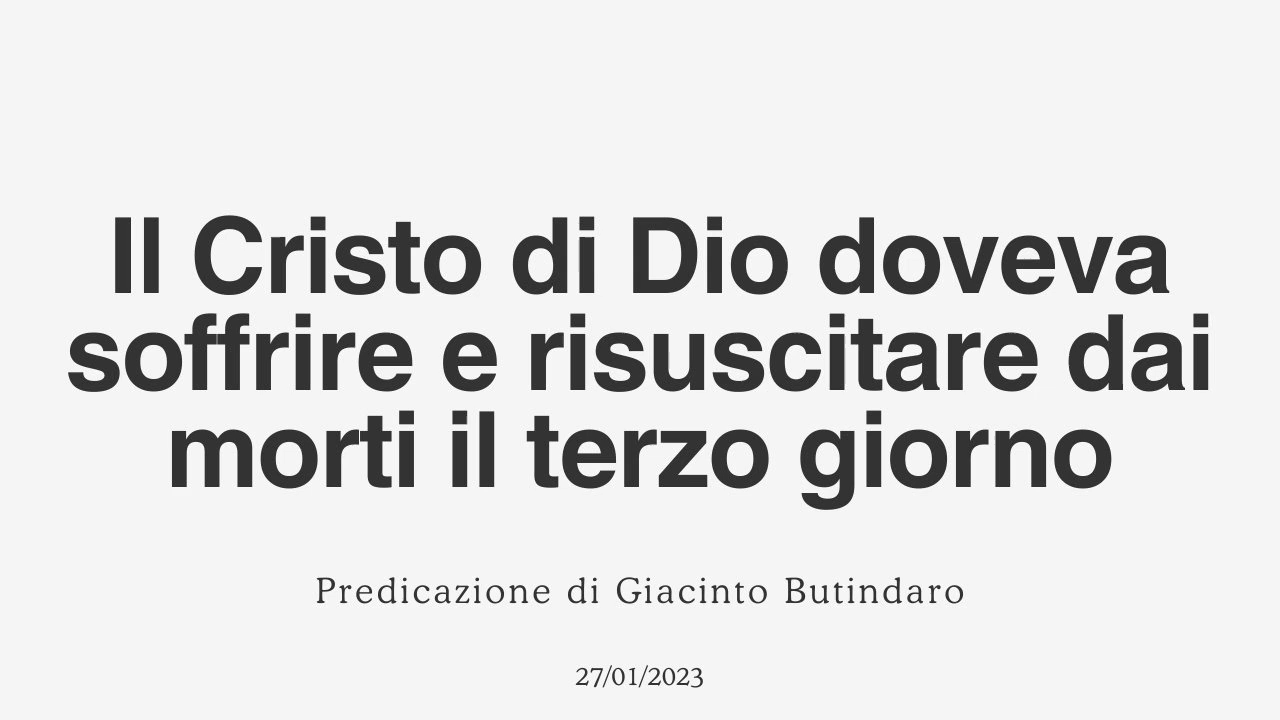 Il Cristo di Dio doveva
soffrire e risuscitare dai
morti il terzo giorno
Predicazione di Giacinto Butindaro
27/01/2023